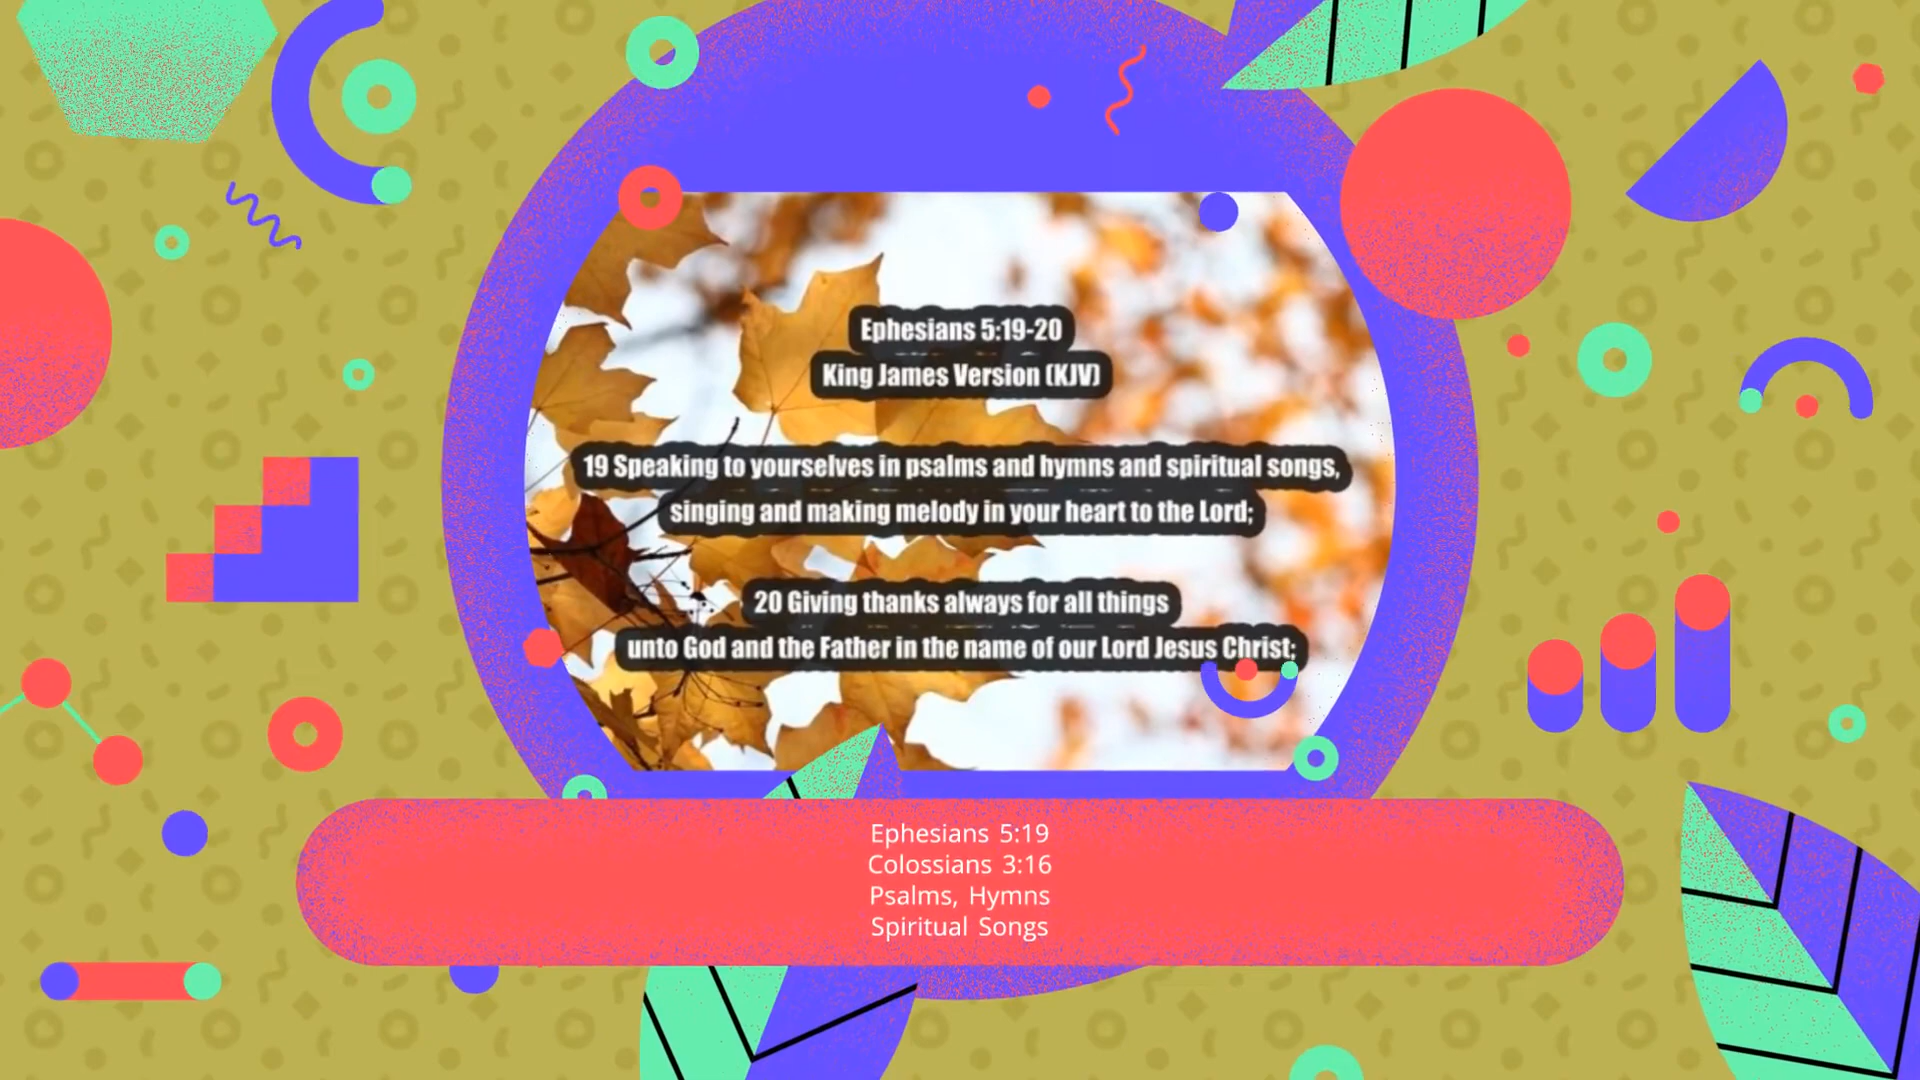 Ephesians 5:19-20
King James Version (KJV)
19 Speaking to yourselves in psalms and hymns and spiritual songs,
singing and making melody in your heart to the Lord;
20 Giving thanks always for all things
unto God and the Father in the name of our Lord Jesus Christ;
Ephesians 5:19
Colossians 3:16
Psalms, Hymns
Spiritual Songs